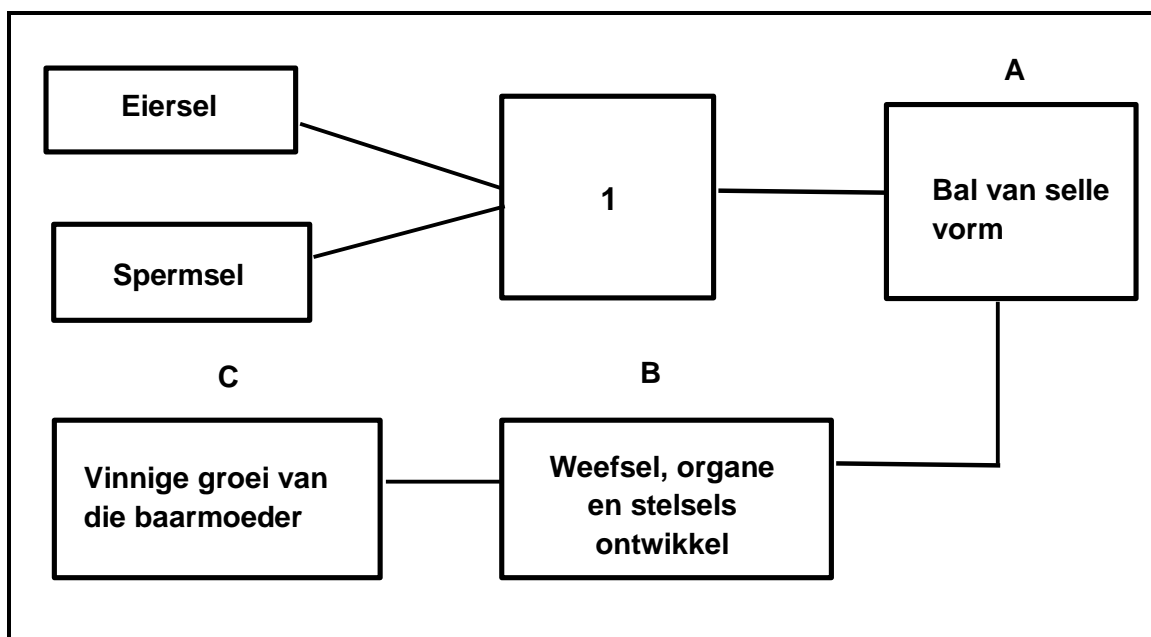 Eiersel
Spermsel
1
A
Bal van selle
vorm
C
Vinnige groei van
die baarmoeder
B
Weefsel, organe
en stelsels
ontwikkel